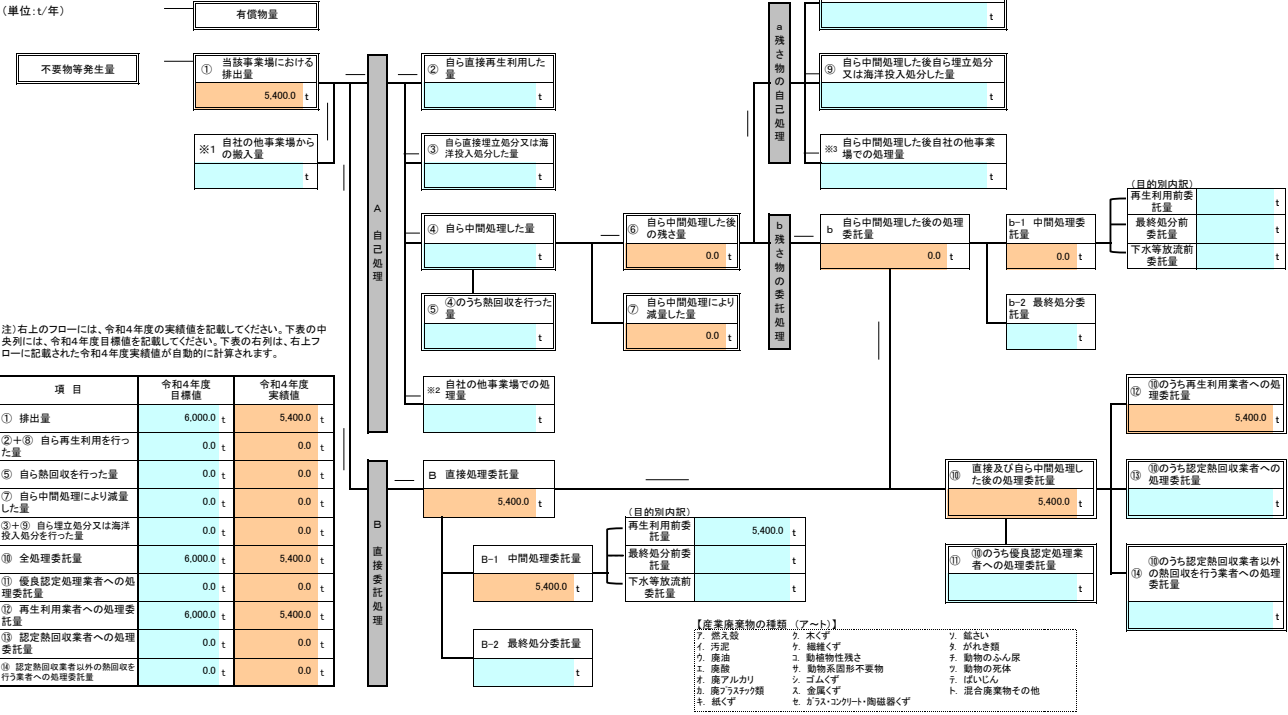 （単位：t/年）
有償物量
不要物等発生量
① 当該事業場における
排出量
5,400.0 t
※1 自社の他事業場から
の搬入量
t
A 自己処理
② 自ら直接再生利用した
量
t
③ 自ら直接埋立処分又は海
洋投入処分した量
t
④ 自ら中間処理した量
t
⑤ ④のうち熱回収を行った
量
t
※2 自社の他事業場での処
理量
t
⑥ 自ら中間処理した後
の残さ量
0.0 t
⑦ 自ら中間処理により
減量した量
0.0 t
a 残さ物の自己処理
t
⑨ 自ら中間処理した後自ら埋立処分
又は海洋投入処分した量
t
※3 自ら中間処理した後自社の他事業
場での処理量
t
b 残さ物の委託処理
b 自ら中間処理した後の処理
委託量
0.0 t
b-1 中間処理委
託量
0.0 t
b-2 最終処分委
託量
t
（目的別内訳）
再生利用前委
託量 t
最終処分前
委託量 t
下水等放流前
委託量 t
注）右上のフローには、令和４年度の実績値を記載してください。下表の中
央列には、令和４年度目標値を記載してください。下表の右列は、右上フ
ローに記載された令和４年度実績値が自動的に計算されます。
項 目 令和４年度
目標値 令和４年度
実績値
① 排出量 6,000.0 t 5,400.0 t
②＋⑧ 自ら再生利用を行っ
た量 0.0 t 0.0 t
⑤ 自ら熱回収を行った量 0.0 t 0.0 t
⑦ 自ら中間処理により減量
した量 0.0 t 0.0 t
③＋⑨ 自ら埋立処分又は海洋
投入処分を行った量 0.0 t 0.0 t
⑩ 全処理委託量 6,000.0 t 5,400.0 t
⑪ 優良認定処理業者への処
理委託量 0.0 t 0.0 t
⑫ 再生利用業者への処理委
託量 6,000.0 t 5,400.0 t
⑬ 認定熱回収業者への処理
委託量 0.0 t 0.0 t
⑭ 認定熱回収業者以外の熱回収を
行う業者への処理委託量 0.0 t 0.0 t
B 直接委託処理
B 直接処理委託量
5,400.0 t
B-1 中間処理委託量
5,400.0 t
B-2 最終処分委託量
t
（目的別内訳）
再生利用前委
託量 5,400.0 t
最終処分前委
託量 t
下水等放流前
委託量 t
⑩ 直接及び自ら中間処理し
た後の処理委託量
5,400.0 t
⑪ ⑩のうち優良認定処理業
者への処理委託量
t
⑫ ⑩のうち再生利用業者への処
理委託量
5,400.0 t
⑬ ⑩のうち認定熱回収業者への
処理委託量
t
⑭ ⑩のうち認定熱回収業者以外
の熱回収を行う業者への処理
委託量
t
【産業廃棄物の種類 （ア～ト）】
ア． 燃え殻 ク． 木くず ソ． 鉱さい
イ． 汚泥 ケ． 繊維くず タ． がれき類
ウ． 廃油 コ． 動植物性残さ チ． 動物のふん尿
エ． 廃酸 サ． 動物系固形不要物 ツ． 動物の死体
オ． 廃アルカリ シ． ゴムくず テ． ばいじん
カ． 廃プラスチック類 ス． 金属くず ト． 混合廃棄物その他
キ． 紙くず セ． ガラス・コンクリート・陶磁器くず